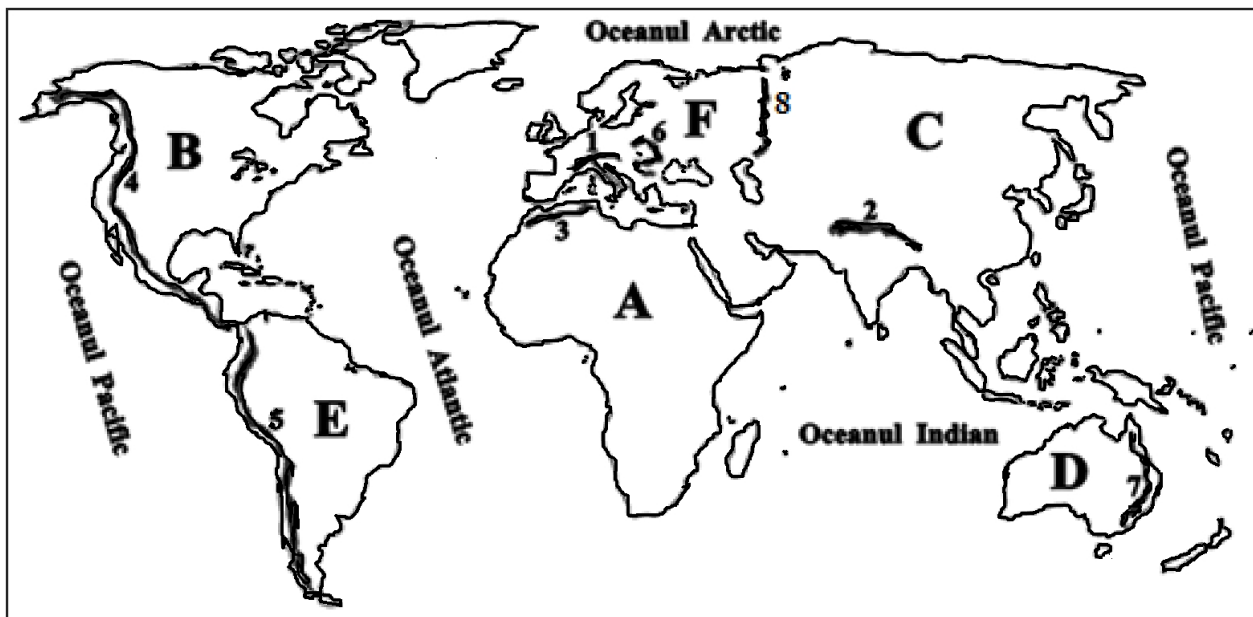 Oceanul Arctic
F
8
B
C
6
1
4
2
3
Oceanul Pacific
Oceanul Atlantic
Oceanul Pacific
A
E
5
Oceanul Indian
D
7